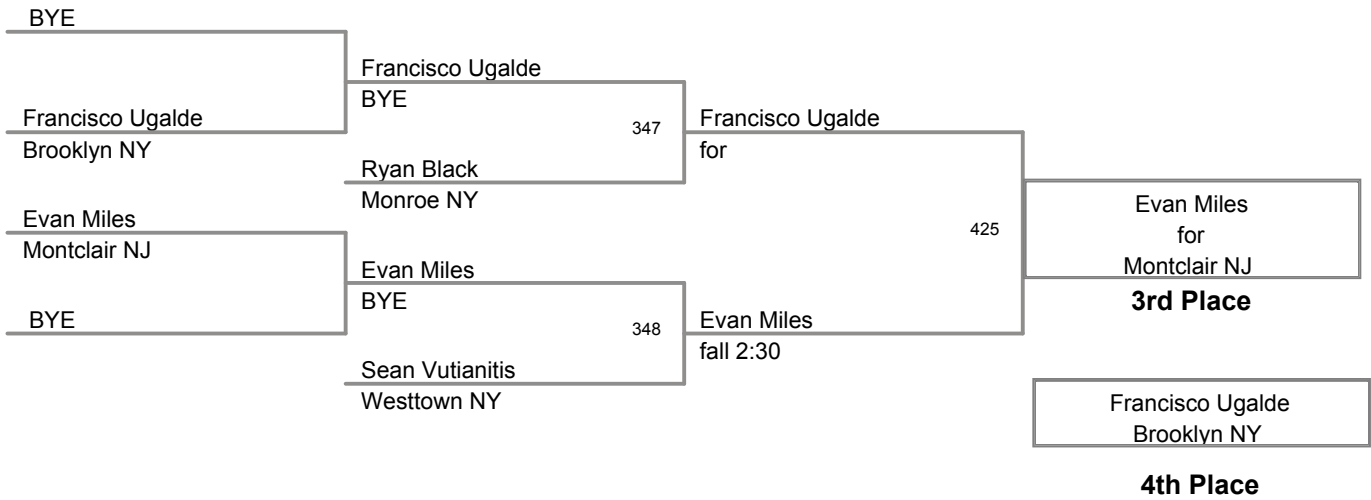 BYE
Francisco Ugalde
BYE
Francisco Ugalde
Brooklyn NY
347
Francisco Ugalde
for
Ryan Black
Monroe NY
Evan Miles
Montclair NJ
425
Evan Miles
for
Montclair NJ
3rd Place
Evan Miles
BYE
BYE
348
Evan Miles
fall 2:30
Sean Vutianitis
Westtown NY
Francisco Ugalde
Brooklyn NY
4th Place